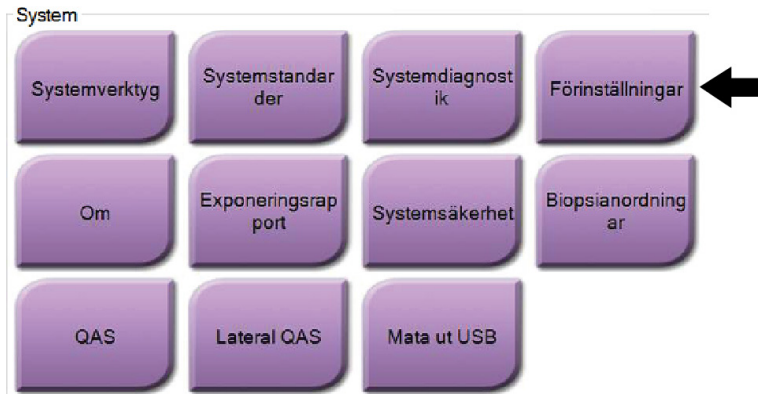 System
Systemverktyg
Systemstandar
der
Systemdiagnost
ik
Förinställningar
Om
Exponeringsrap
port
Systemsäkerhet
Biopsianordning
ar
QAS
Lateral QAS
Mata ut USB